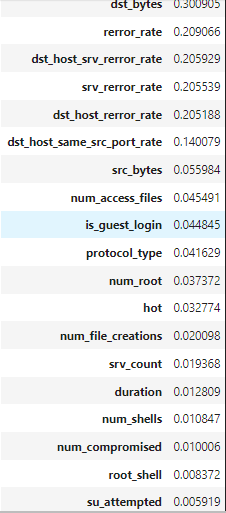 dst_bytes 0.300905
rerror_rate 0.209066
dst_host_srv_rerror_rate 0.205929
srv_rerror_rate 0.205539
dst_host_rerror_rate 0.205188
dst_host_same_src_port_rate 0.140079
src_bytes 0.055984
num_access_files 0.045491
is_guest_login 0.044845
protocol_type 0.041629
num_root 0.037372
hot 0.032774
num_file_creations 0.020098
srv_count 0.019368
duration 0.012809
num_shells 0.010847
num_compromised 0.010006
root_shell 0.008372
su_attempted 0.005919